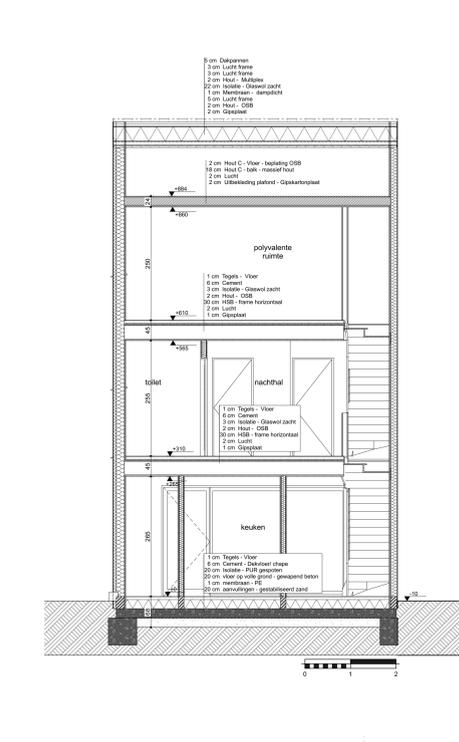 5 cm Dakpannen
3 cm Lucht frame
3 cm Lucht frame
2 cm Hout - Multiplex
22 cm Isolatie - Glaswol zacht
1 cm Membraan - dampdicht
5 cm Lucht frame
2 cm Hout - OSB
2 cm Gipsplaat
2 cm Hout C - Vloer - beplating OSB
18 cm Hout C - balk - massief hout
2 cm Lucht
2 cm Uitbekleding plafond - Gipskartonplaat
+884
24
+860
polyvalente
ruimte
250
1 cm Tegels - Vloer
6 cm Cement
3 cm Isolatie - Glaswol zacht
2 cm Hout - OSB
30 cm HSB - frame horizontaal
2 cm Lucht
1 cm Gipsplaat
+610
45
+565
toilet
nachthal
255
1 cm Tegels - Vloer
6 cm Cement
3 cm Isolatie - Glaswol zacht
2 cm Hout - OSB
30 cm HSB - frame horizontaal
2 cm Lucht
1 cm Gipsplaat
+310
45
+265
265
keuken
1 cm Tegels - Vloer
6 cm Cement - Dekvloer/ chape
20 cm Isolatie - PUR gespoten
20 cm vloer op volle grond - gewapend beton
1 cm membraan - PE
20 cm aanvullingen - gestabiliseerd zand
+0
-10
0
1
2